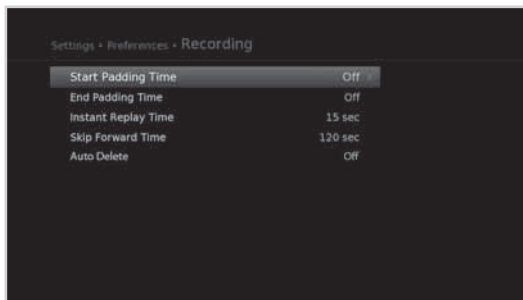 Settings • Preferences • Recording
Start Padding Time Off
End Padding Time Off
Instant Replay Time 15 sec
Skip Forward Time 120 sec
Auto Delete Off